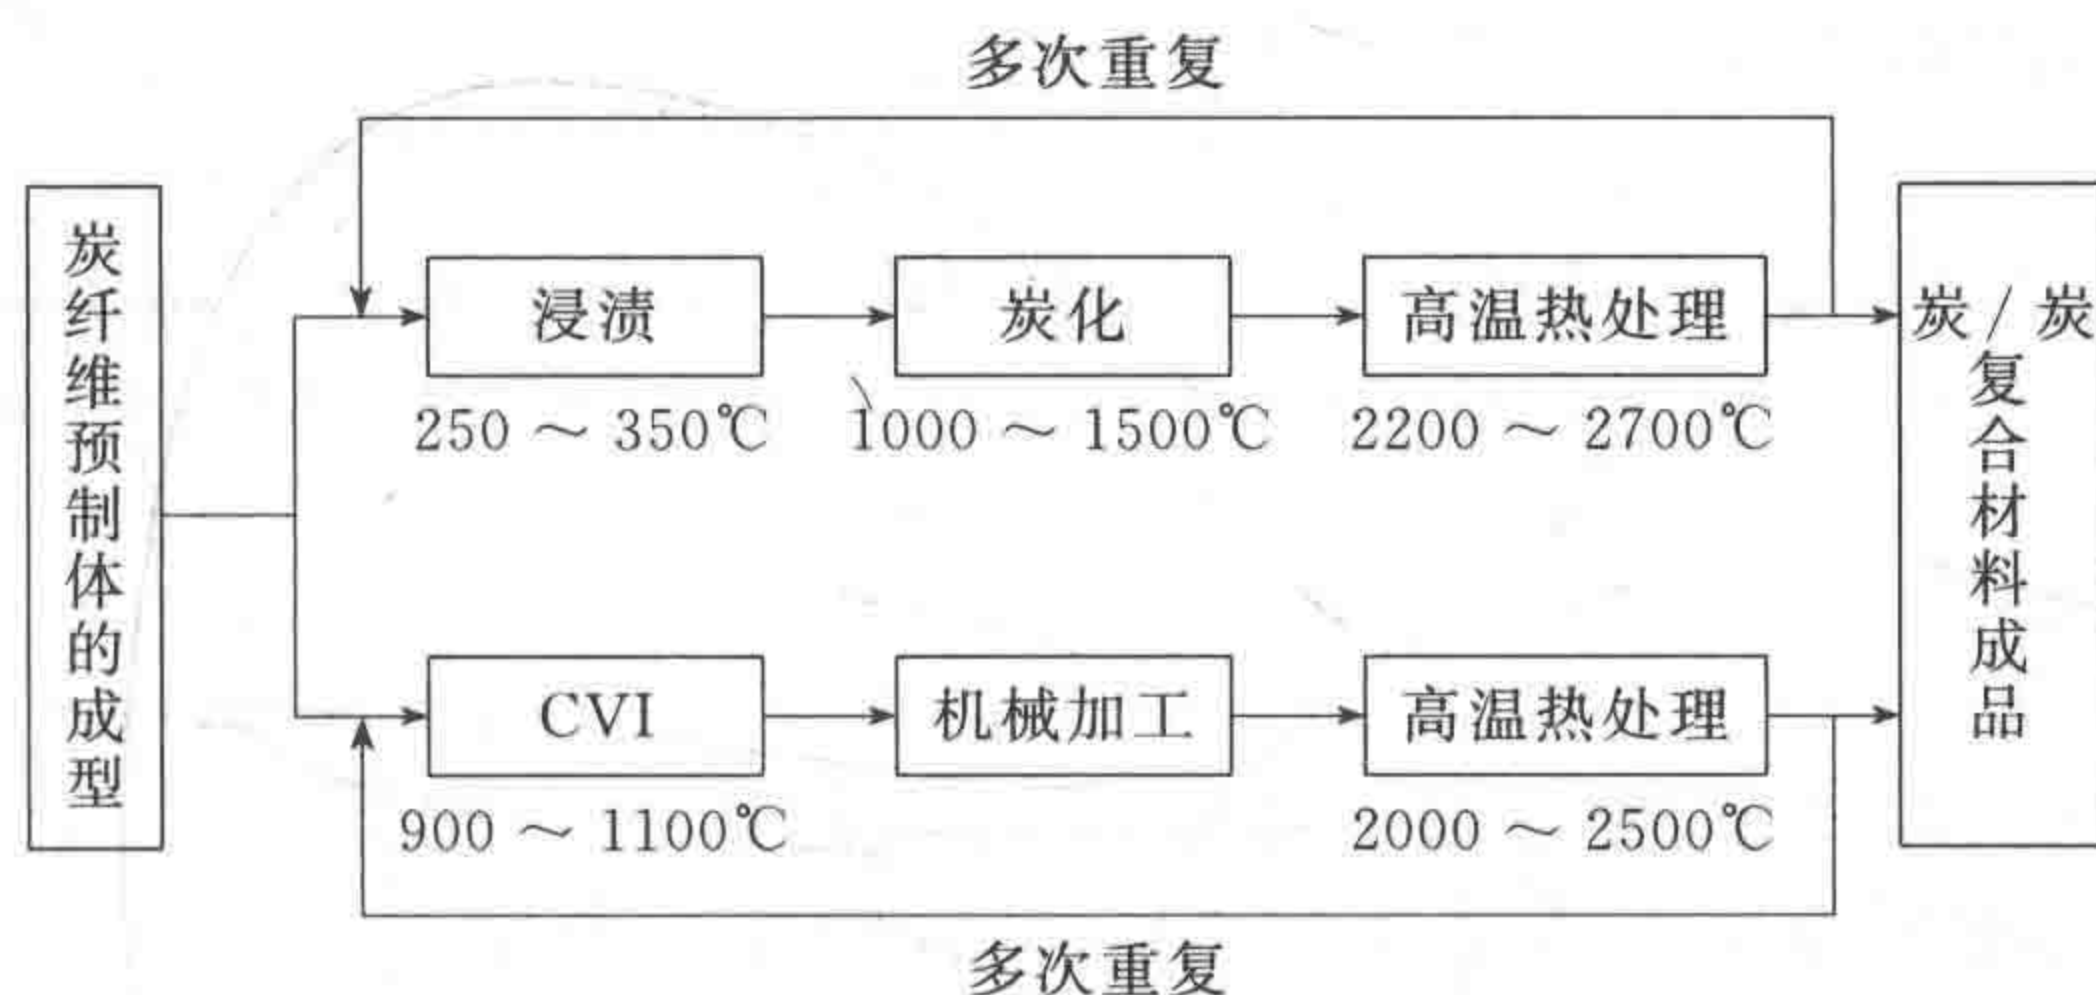 多次重复
炭纤维预制体的成型
浸渍
炭化
高温热处理
250 ～ 350℃
1000 ～ 1500℃
2200 ～ 2700℃
CVI
机械加工
高温热处理
900 ～ 1100℃
2000 ～ 2500℃
多次重复
炭/炭
复合材料成品